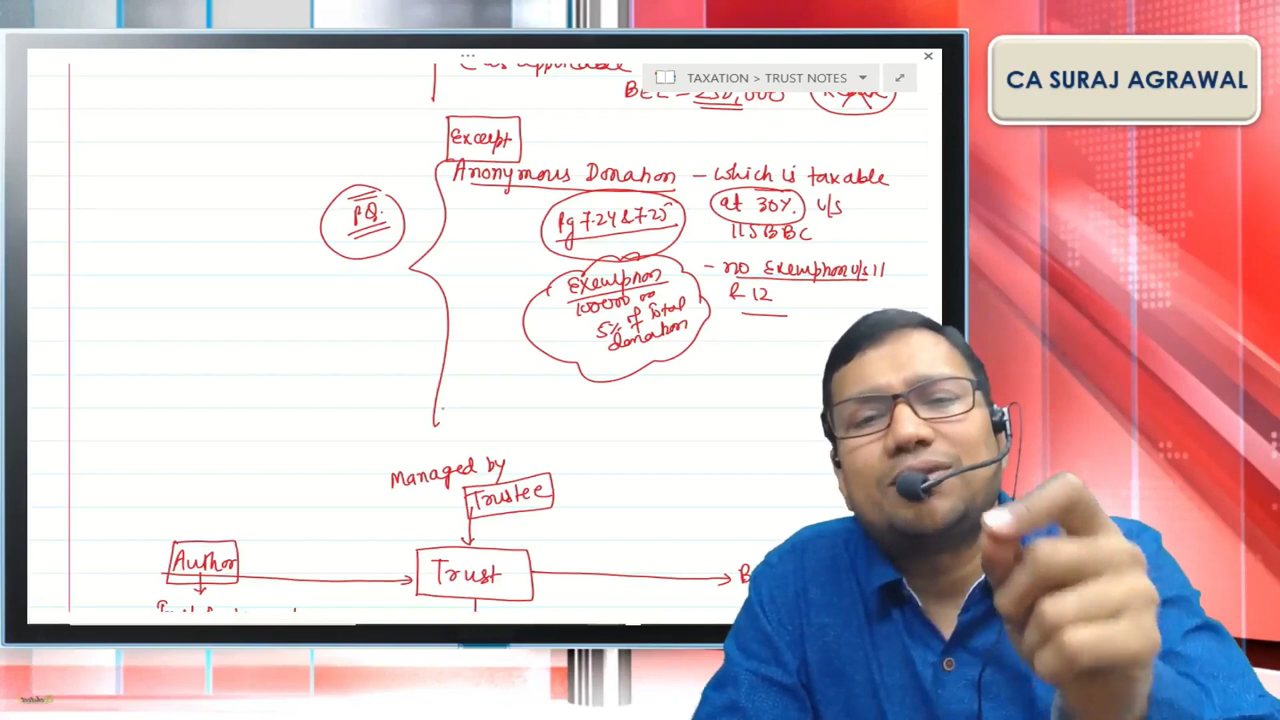 CA SURAJ AGRAWAL
TAXATION > TRUST NOTES
BEL - 250,000
Except
Anonymous Donation - which is taxable
at 30%. u/s
115BBC
PQ.
Pg 7.24 & 7.25
- no Exemption u/s 11
& 12
Exemption
100000 or
5% of Total
donation
Managed by
Trustee
Author
Trust
B